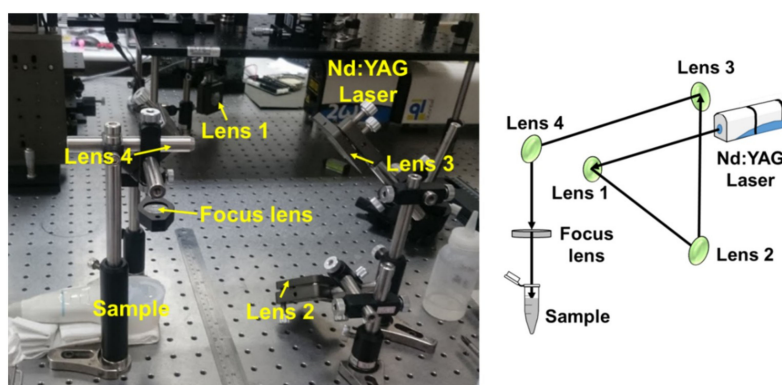 Nd:YAG
Laser
Lens 1
Lens 4
Lens 3
Focus lens
Sample
Lens 2
Lens 3
Lens 4
Nd:YAG
Laser
Lens 1
Focus
lens
Lens 2
Sample